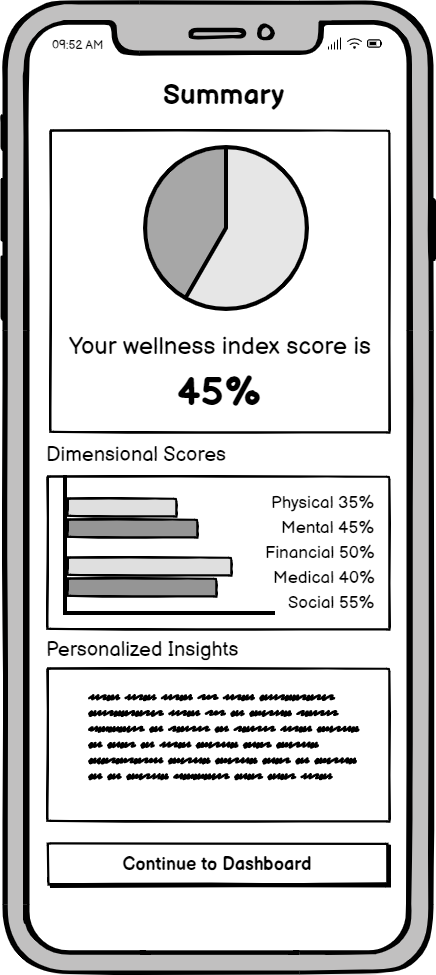 09:52 AM
Summary
Your wellness index score is
45%
Dimensional Scores
Physical 35%
Mental 45%
Financial 50%
Medical 40%
Social 55%
Personalized Insights
Continue to Dashboard